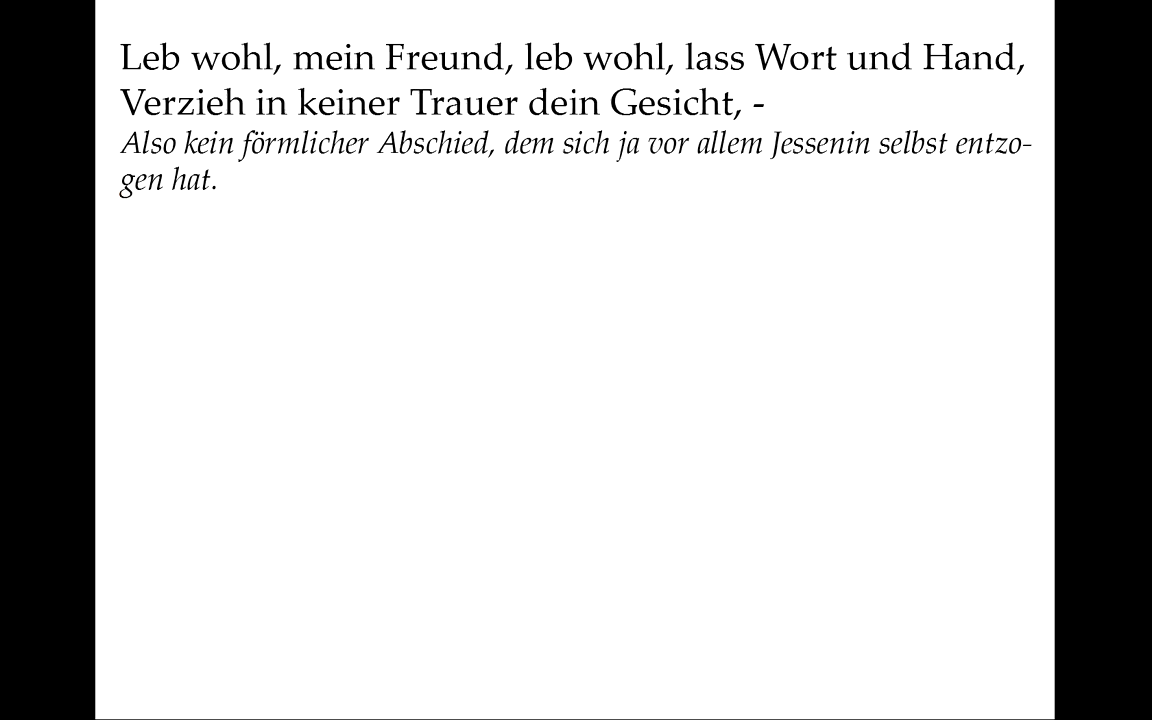 Leb wohl, mein Freund, leb wohl, lass Wort und Hand,
Verzieh in keiner Trauer dein Gesicht, -
Also kein förmlicher Abschied, dem sich ja vor allem Jessenin selbst entzo-
gen hat.